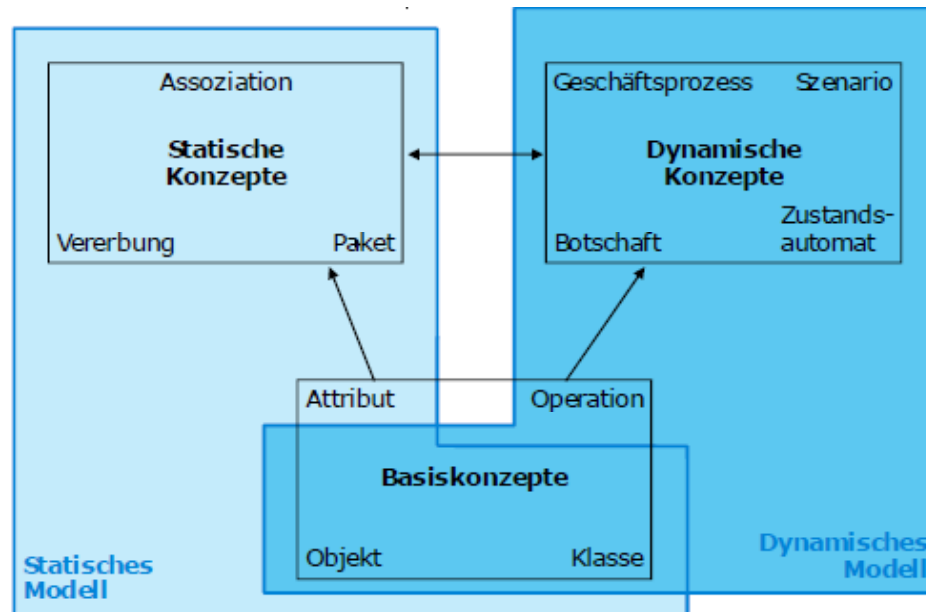 Assoziation
Statische
Konzepte
Vererbung Paket
Geschäftsprozess Szenario
Dynamische
Konzepte
Zustands-
Botschaft automat
Attribut Operation
Basiskonzepte
Objekt Klasse
Statisches
Modell
Dynamisches
Modell